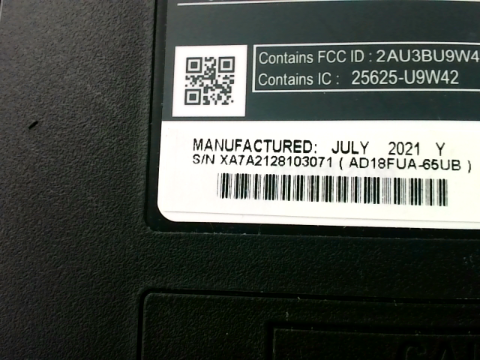 Contains FCC ID : 2AU3BU9W4
Contains IC : 25625-U9W42
MANUFACTURED: JULY 2021 Y
S/N XA7A2128103071 ( AD18FUA-65UB )